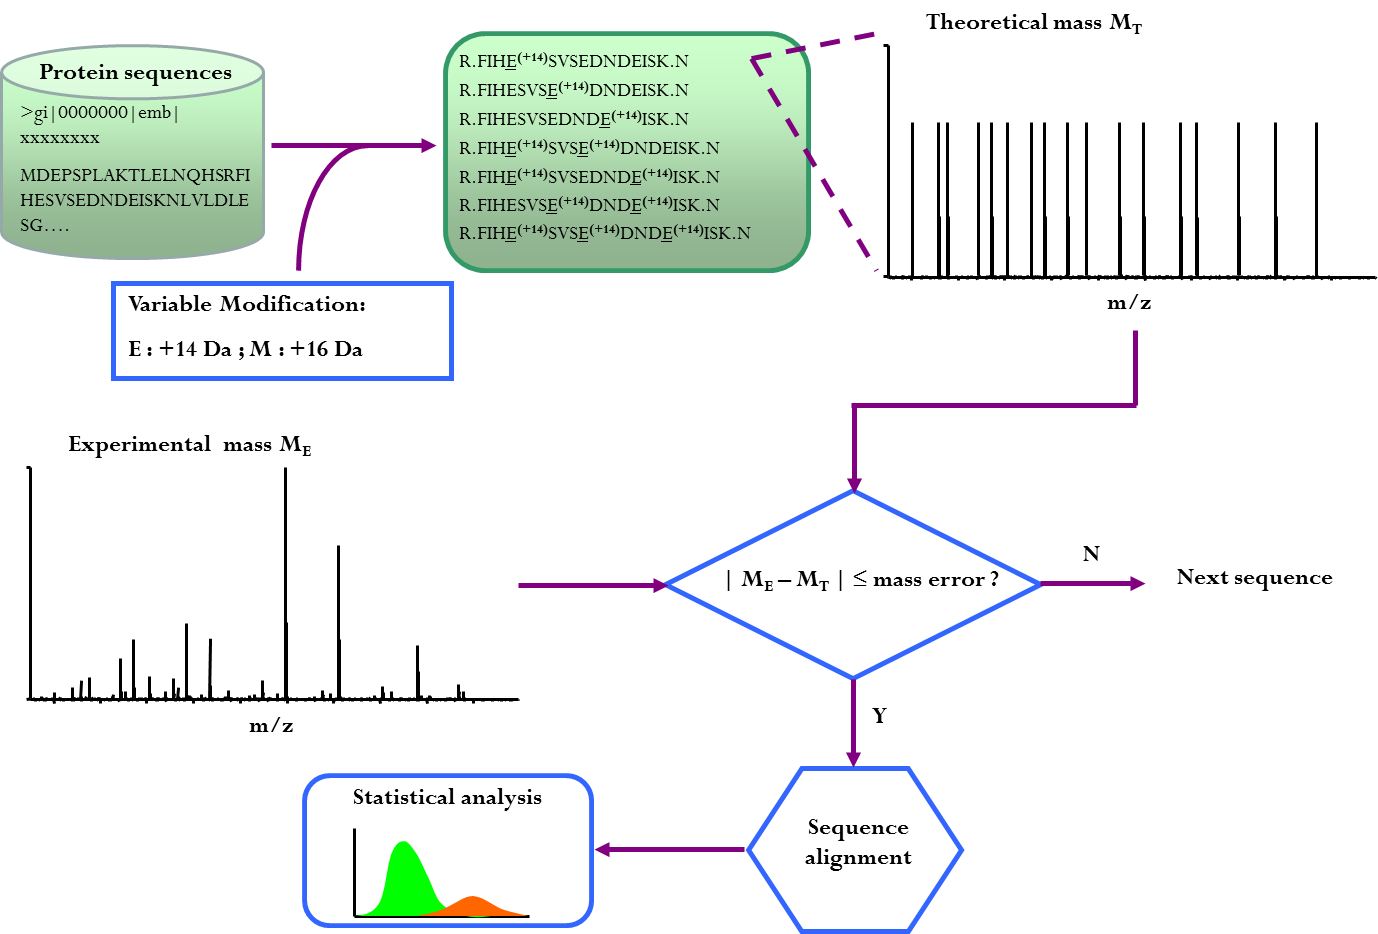 Protein sequences
>gi|0000000|emb|
xxxxxxxx
MDEPSPLAKTLELNQHSRFI
HESVSEDNDEISKNLVLDLE
SG....
R.FIHE(+14)SVSEDNDEISK.N
R.FIHESVSE(+14)DNDEISK.N
R.FIHESVSEDNDE(+14)ISK.N
R.FIHE(+14)SVSE(+14)DNDEISK.N
R.FIHE(+14)SVSEDNDE(+14)ISK.N
R.FIHESVSE(+14)DNDE(+14)ISK.N
R.FIHE(+14)SVSE(+14)DNDE(+14)ISK.N
Theoretical mass MT
m/z
Variable Modification:
E : +14 Da ; M : +16 Da
Experimental mass ME
m/z
| ME – MT | ≤ mass error ?
N
Next sequence
Y
Sequence
alignment
Statistical analysis